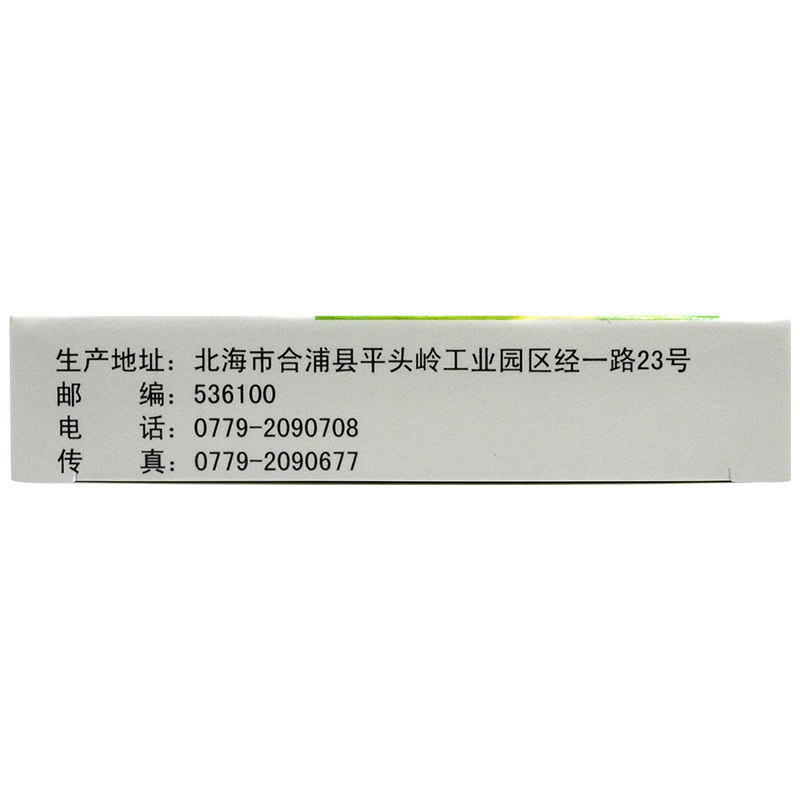 生产地址：北海市合浦县平头岭工业园区经一路23号
邮　　编：536100
电　　话：0779-2090708
传　　真：0779-2090677